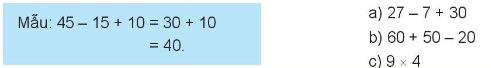 Mẫu: 45 – 15 + 10 = 30 + 10
= 40.
a) 27 – 7 + 30
b) 60 + 50 – 20
c) 9 × 4